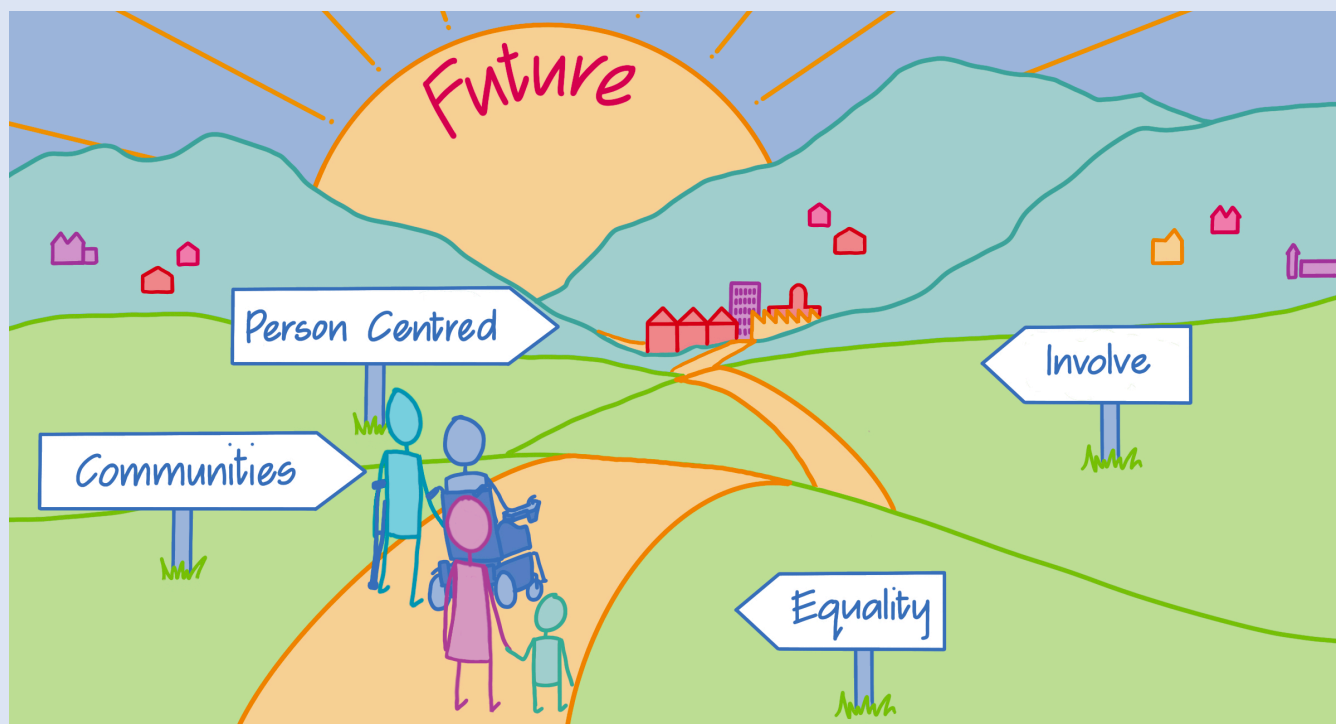 Future
Person Centred
Involve
Communities
Equality